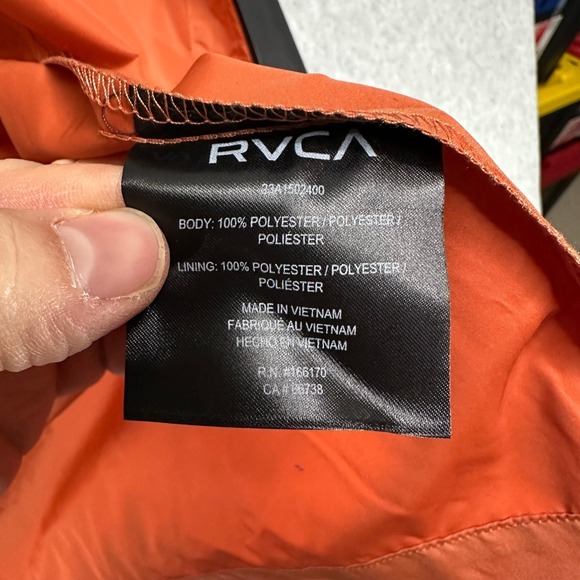 RVCA
23A1502400
BODY: 100% POLYESTER / POLYESTER /
POLIÉSTER
LINING: 100% POLYESTER / POLYESTER /
POLIÉSTER
MADE IN VIETNAM
FABRIQUÉ AU VIETNAM
HECHO EN VIETNAM
R.N. #166170
CA # 06738